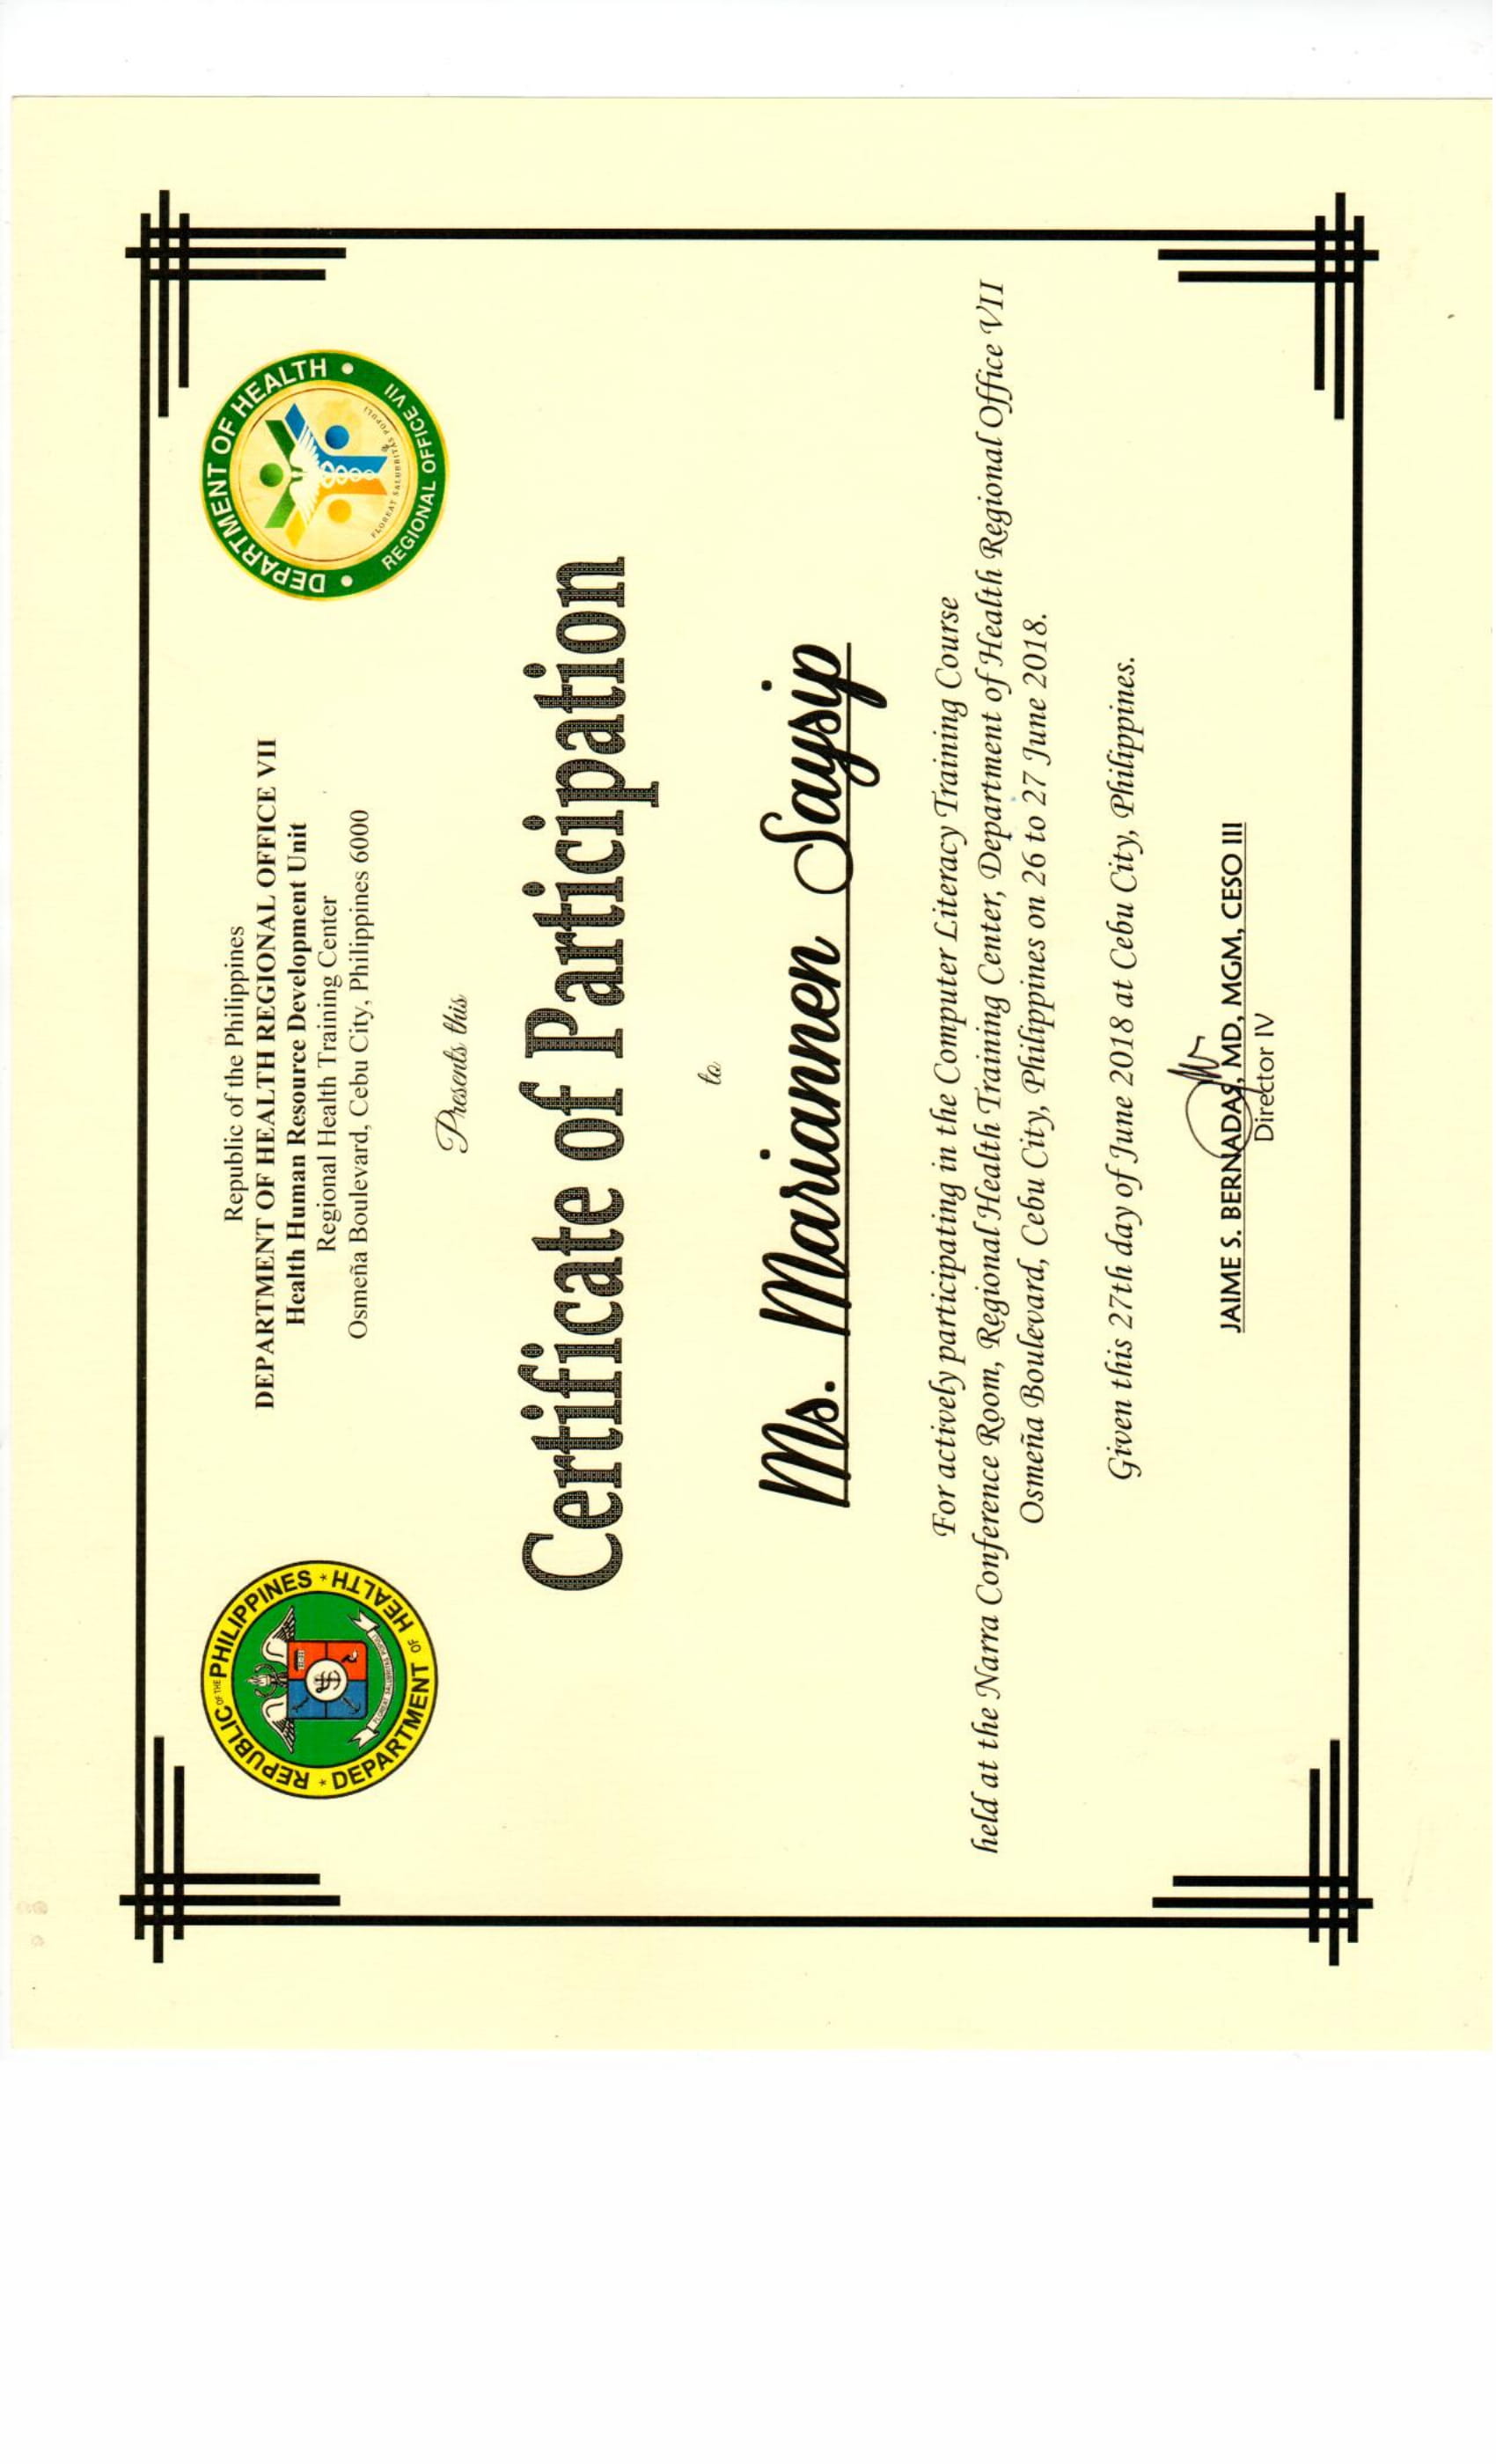 REPUBLIC OF THE PHILIPPINES
DEPARTMENT OF HEALTH
FLOREAT SALUBRITAS POPULI
Republic of the Philippines
DEPARTMENT OF HEALTH REGIONAL OFFICE VII
Health Human Resource Development Unit
Regional Health Training Center
Osmeña Boulevard, Cebu City, Philippines 6000
DEPARTMENT OF HEALTH
FLOREAT SALUBRITAS POPULI
REGIONAL OFFICE VII
Presents this
Certificate of Participation
to
Ms. Mariannen Saysip
For actively participating in the Computer Literacy Training Course
held at the Narra Conference Room, Regional Health Training Center, Department of Health Regional Office VII
Osmeña Boulevard, Cebu City, Philippines on 26 to 27 June 2018.
Given this 27th day of June 2018 at Cebu City, Philippines.
JAIME S. BERNADAS, MD, MGM, CESO III
Director IV